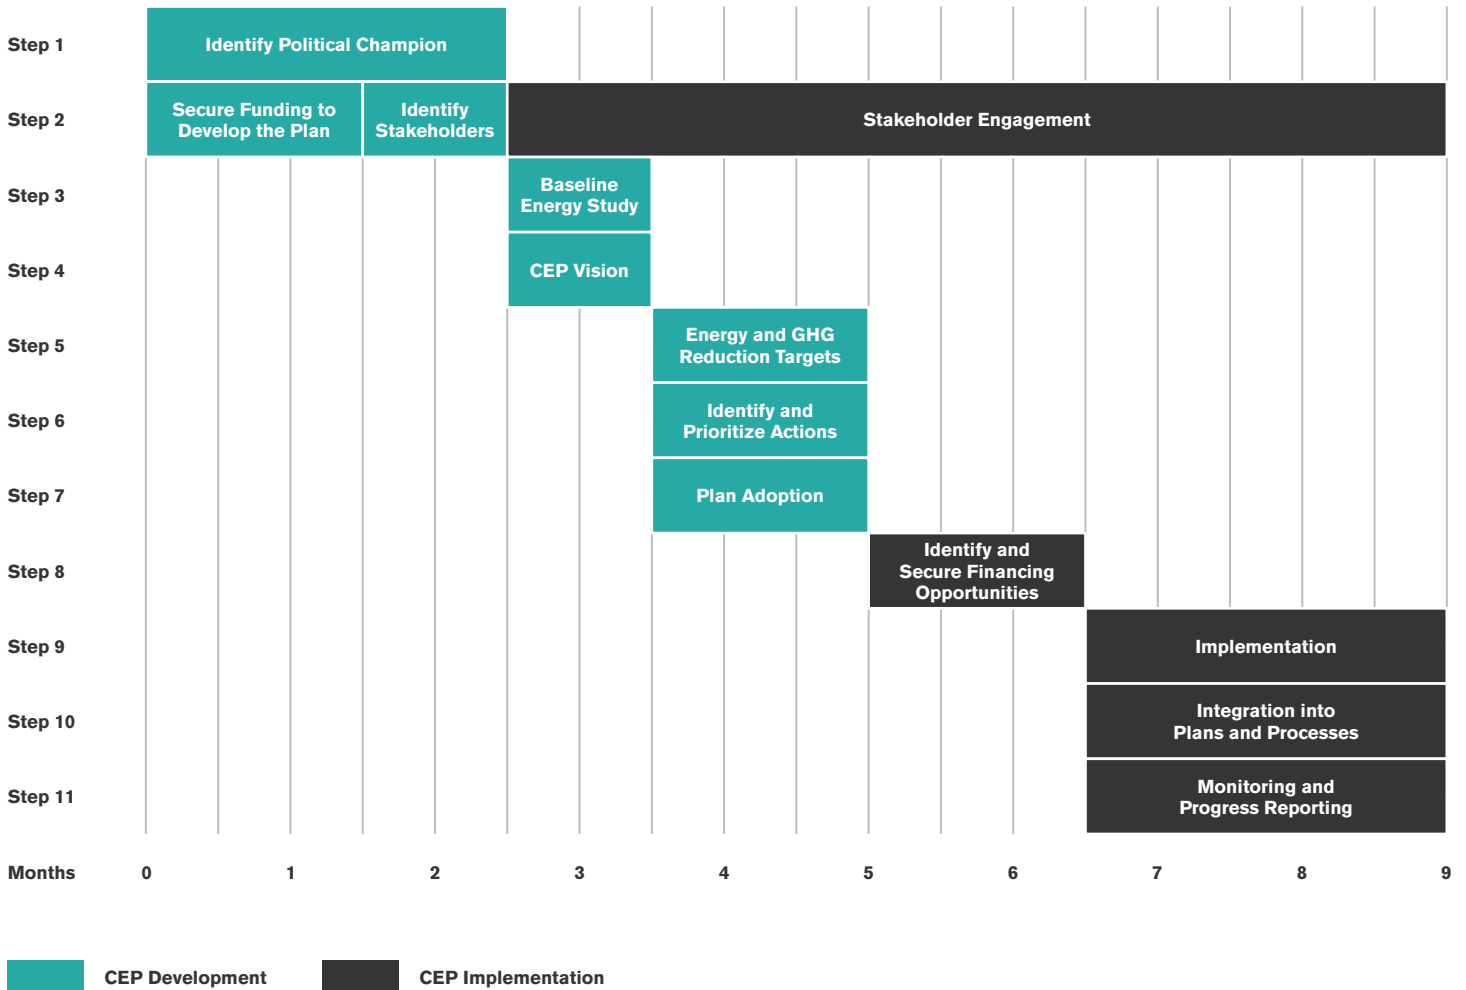 Step 1
Identify Political Champion
Step 2
Secure Funding to
Develop the Plan
Identify
Stakeholders
Stakeholder Engagement
Step 3
Baseline
Energy Study
Step 4
CEP Vision
Step 5
Energy and GHG
Reduction Targets
Step 6
Identify and
Prioritize Actions
Step 7
Plan Adoption
Step 8
Identify and
Secure Financing
Opportunities
Step 9
Implementation
Step 10
Integration into
Plans and Processes
Step 11
Monitoring and
Progress Reporting
Months 0 1 2 3 4 5 6 7 8 9
CEP Development
CEP Implementation